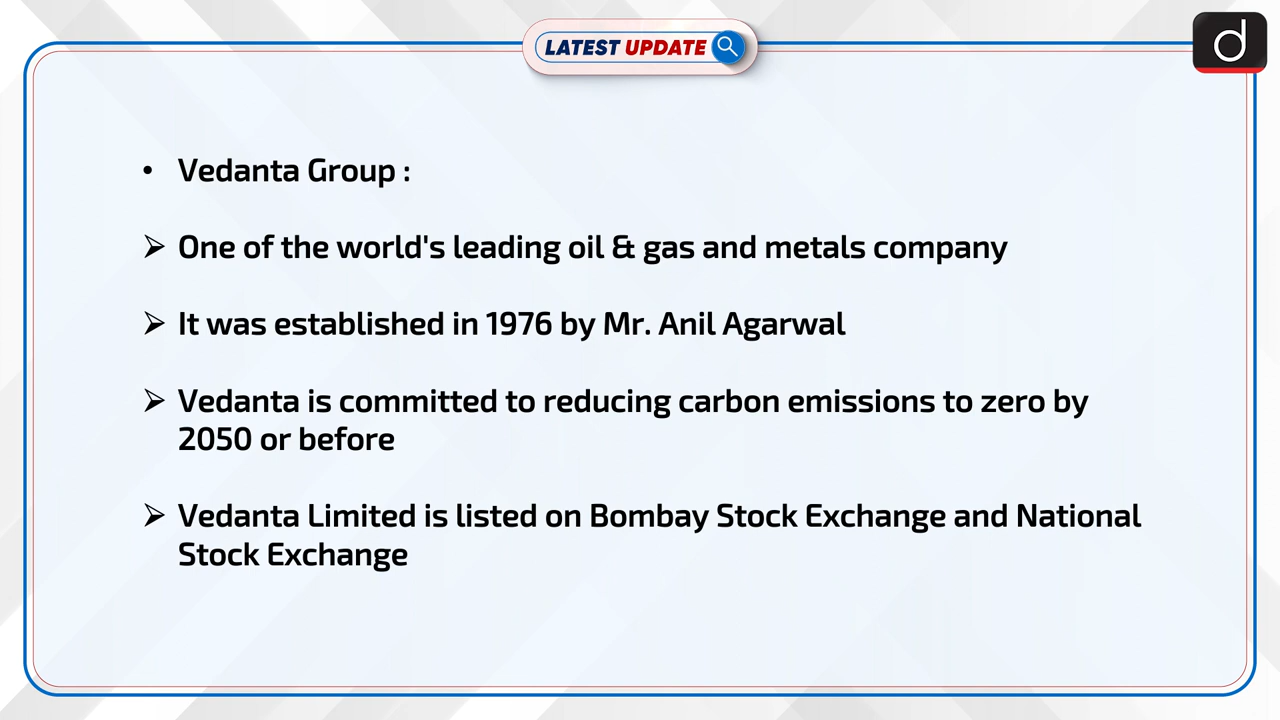 LATEST UPDATE
d
• Vedanta Group :
➢ One of the world's leading oil & gas and metals company
➢ It was established in 1976 by Mr. Anil Agarwal
➢ Vedanta is committed to reducing carbon emissions to zero by
2050 or before
➢ Vedanta Limited is listed on Bombay Stock Exchange and National
Stock Exchange